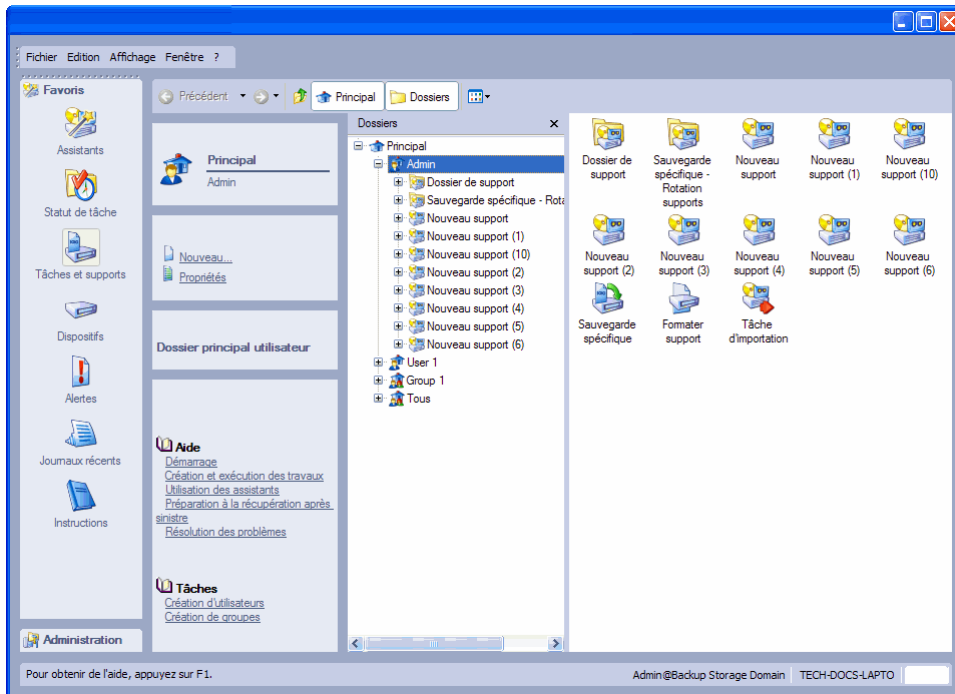 Fichier Edition Affichage Fenêtre ?
Favoris
Assistants
Statut de tâche
Tâches et supports
Dispositifs
Alertes
Journaux récents
Instructions
Administration
Précédent
Principal
Dossiers
Principal
Admin
Nouveau...
Propriétés
Dossier principal utilisateur
Aide
Démarrage
Création et exécution des travaux
Utilisation des assistants
Préparation à la récupération après
sinistre
Résolution des problèmes
Tâches
Création d'utilisateurs
Création de groupes
Dossiers
Principal
Admin
Dossier de support
Sauvegarde spécifique - Rota
Nouveau support
Nouveau support (1)
Nouveau support (10)
Nouveau support (2)
Nouveau support (3)
Nouveau support (4)
Nouveau support (5)
Nouveau support (6)
User 1
Group 1
Tous
Dossier de
support
Sauvegarde
spécifique -
Rotation
supports
Nouveau
support
Nouveau
support (1)
Nouveau
support (10)
Nouveau
support (2)
Nouveau
support (3)
Nouveau
support (4)
Nouveau
support (5)
Nouveau
support (6)
Sauvegarde
spécifique
Formater
support
Tâche
d'importation
Pour obtenir de l'aide, appuyez sur F1.
Admin@Backup Storage Domain
TECH-DOCS-LAPTO